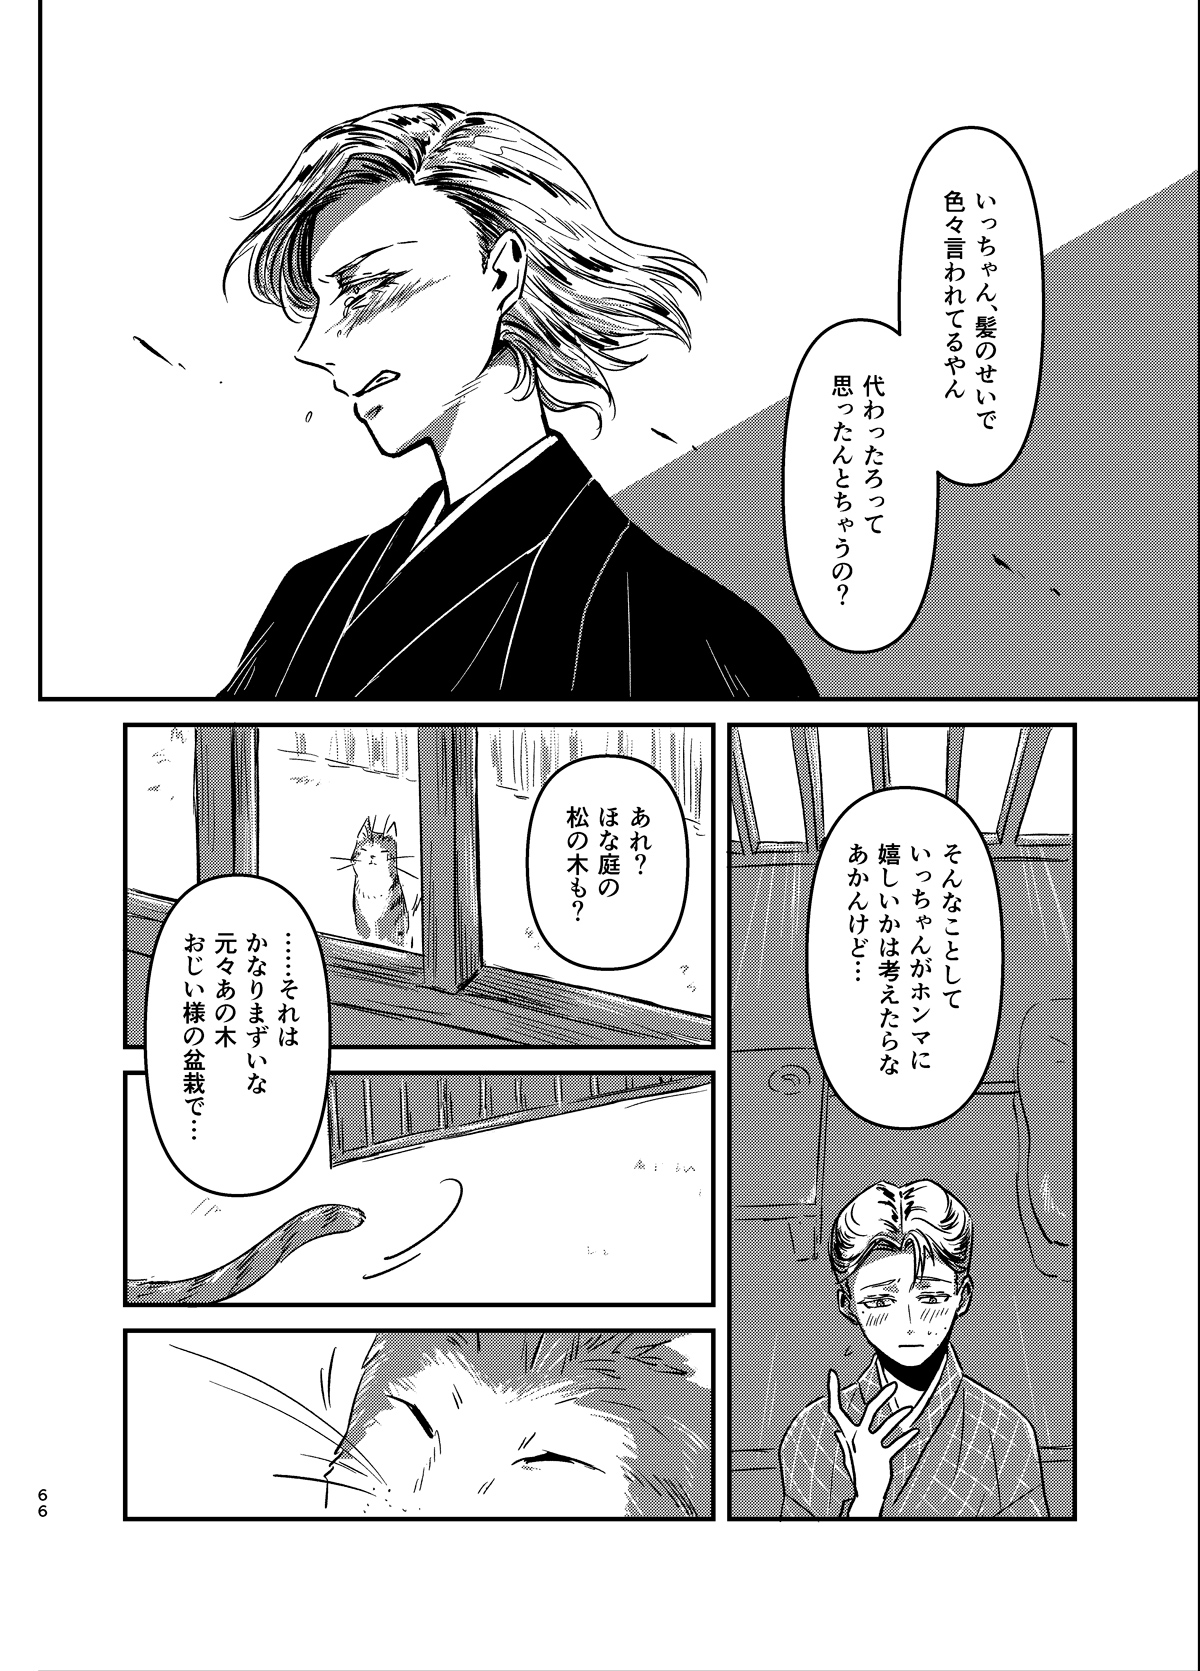 いっちゃん、髪のせいで
色々言われてるやん
代わったろって
思ったんとちゃうの？
そんなことして
いっちゃんがホンマに
嬉しいかは考えたらな
あかんけど…
あれ？
ほな庭の
松の木も？
……それは
かなりまずいな
元々あの木
おじい様の盆栽で…
66